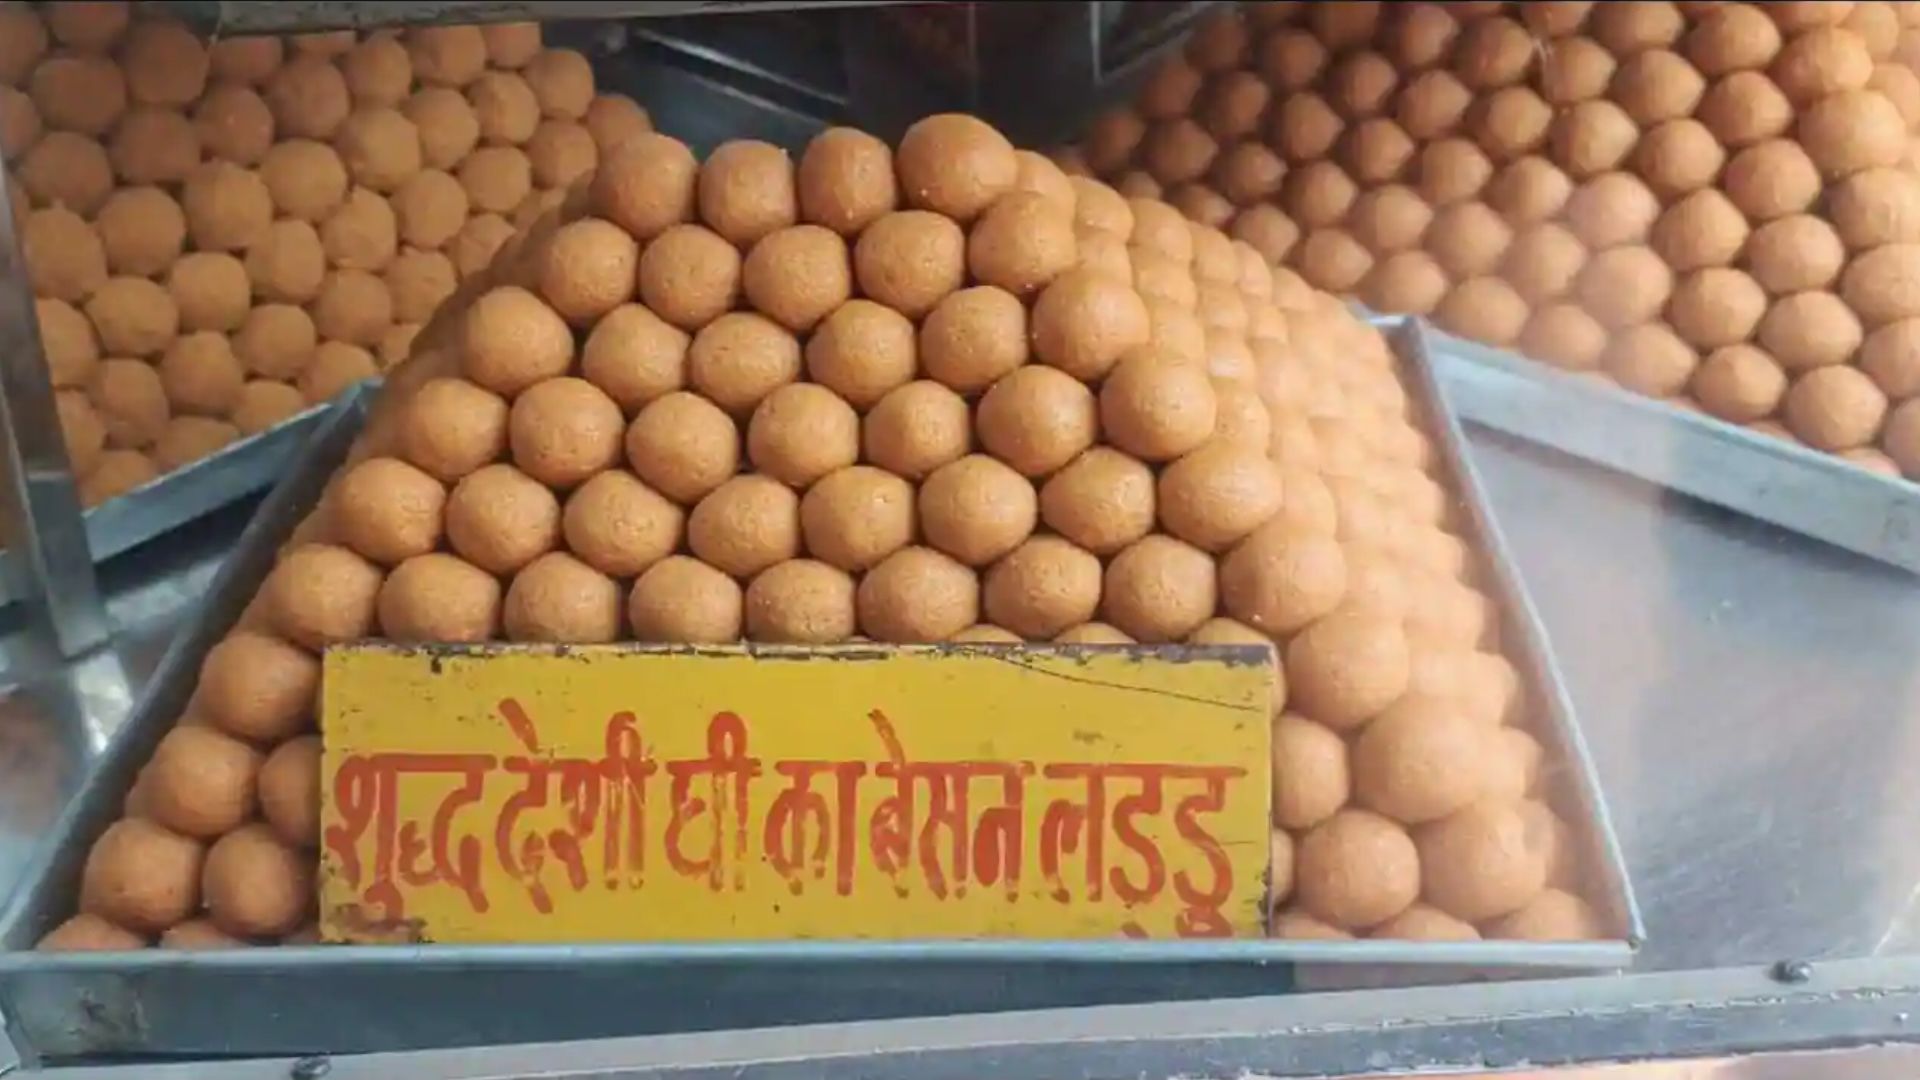 शुद्ध देशी घी का बेसन लड्डू